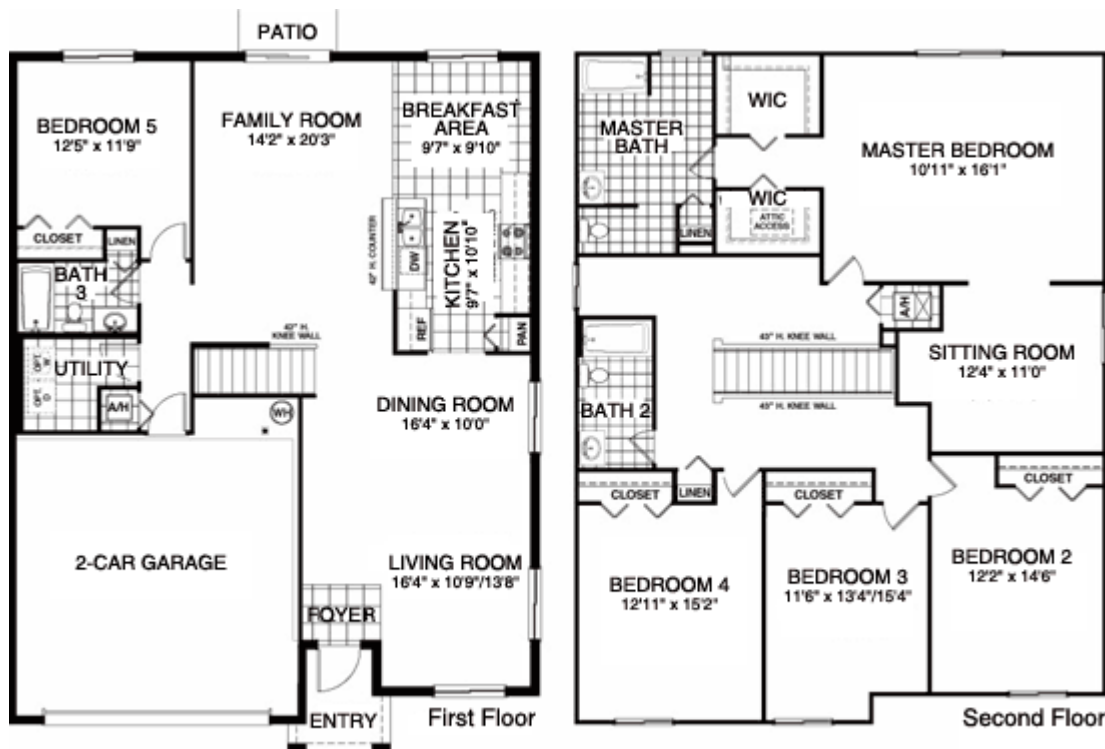 PATIO
BEDROOM 5
12'5" x 11'9"
FAMILY ROOM
14'2" x 20'3"
BREAKFAST
AREA
9'7" x 9'10"
CLOSET
LINEN
BATH
3
42" H. COUNTER
DW
KITCHEN
9'7" x 10'10"
REF
PAN
42" H.
KNEE WALL
UTILITY
OPT.
W
OPT.
D
A/H
WH
DINING ROOM
16'4" x 10'0"
2-CAR GARAGE
LIVING ROOM
16'4" x 10'9"/13'8"
FOYER
ENTRY
First Floor
MASTER
BATH
WIC
MASTER BEDROOM
10'11" x 16'1"
WIC
ATTIC
ACCESS
LINEN
A/H
43" H. KNEE WALL
SITTING ROOM
12'4" x 11'0"
BATH 2
45" H. KNEE WALL
CLOSET
LINEN
CLOSET
CLOSET
BEDROOM 4
12'11" x 15'2"
BEDROOM 3
11'6" x 13'4"/15'4"
BEDROOM 2
12'2" x 14'6"
Second Floor